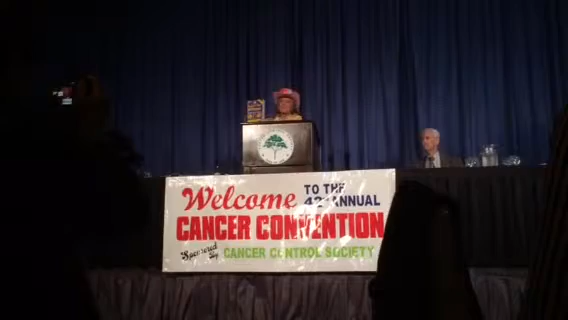 Welcome TO THE
42nd ANNUAL
CANCER CONVENTION
Sponsored By CANCER CONTROL SOCIETY